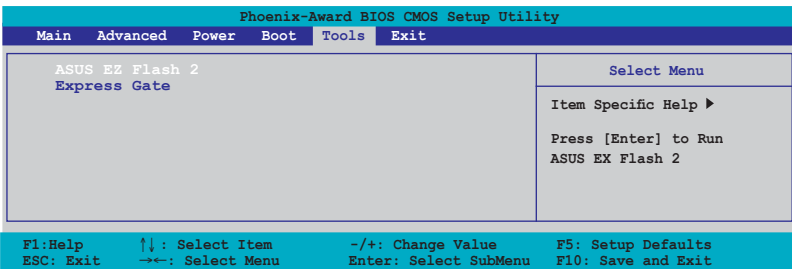 Phoenix-Award BIOS CMOS Setup Utility
Main Advanced Power Boot Tools Exit
ASUS EZ Flash 2
Express Gate
Select Menu
Item Specific Help ▶
Press [Enter] to Run
ASUS EX Flash 2
F1:Help ↑↓ : Select Item -/+: Change Value F5: Setup Defaults
ESC: Exit →←: Select Menu Enter: Select SubMenu F10: Save and Exit